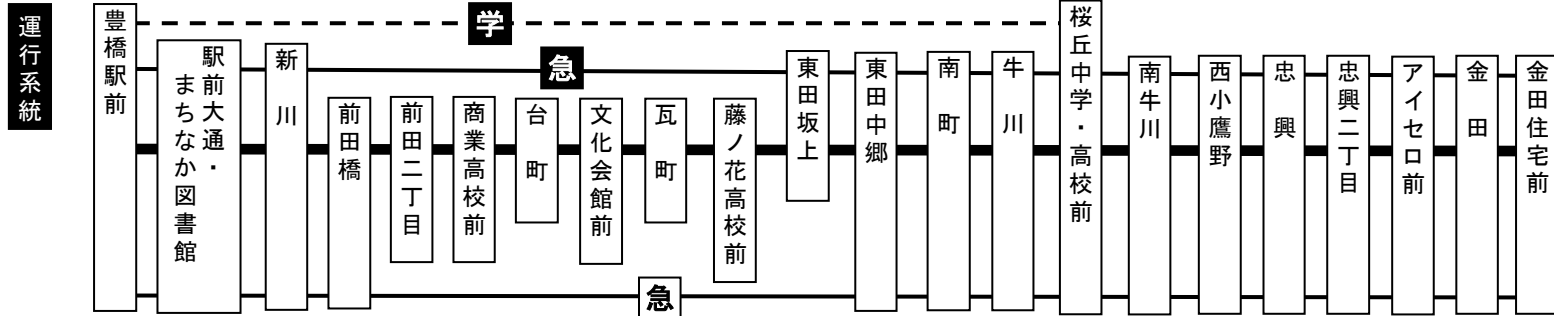 運行系統
学
急
急
豊橋駅前
駅前大通・
まちなか図書館
新川
前田橋
前田二丁目
商業高校前
台町
文化会館前
瓦町
藤ノ花高校前
東田坂上
東田中郷
南町
牛川
桜丘中学・高校前
南牛川
西小鷹野
忠興
忠興二丁目
アイセロ前
金田
金田住宅前